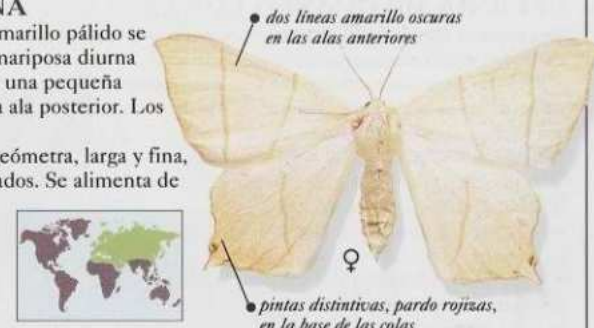 NA
marillo pálido se
mariposa diurna
una pequeña
ala posterior. Los
eómetra, larga y fina,
ados. Se alimenta de
dos líneas amarillo oscuras
en las alas anteriores
♀
pintas distintivas, pardo rojizas,
en la base de las colas